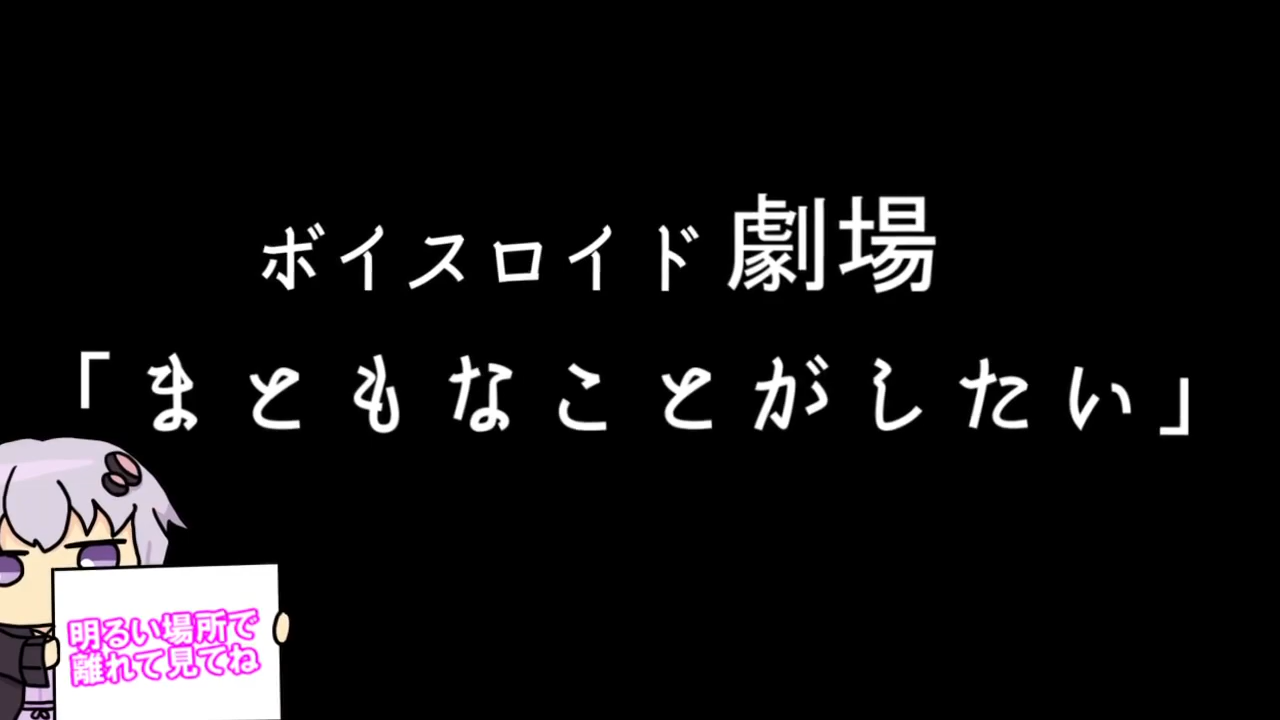 ボイスロイド劇場
「まともなことがしたい」
明るい場所で
離れて見てね